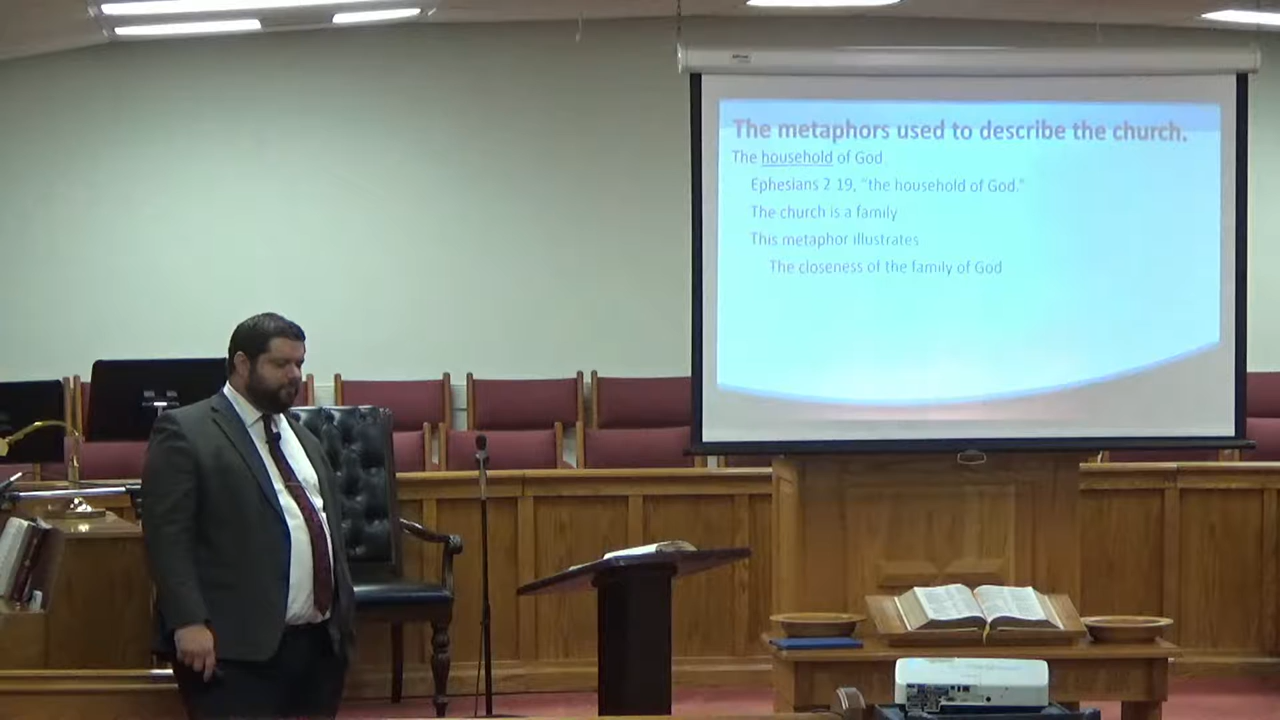 The metaphors used to describe the church.
The household of God
Ephesians 2 19, "the household of God."
The church is a family
This metaphor illustrates
The closeness of the family of God